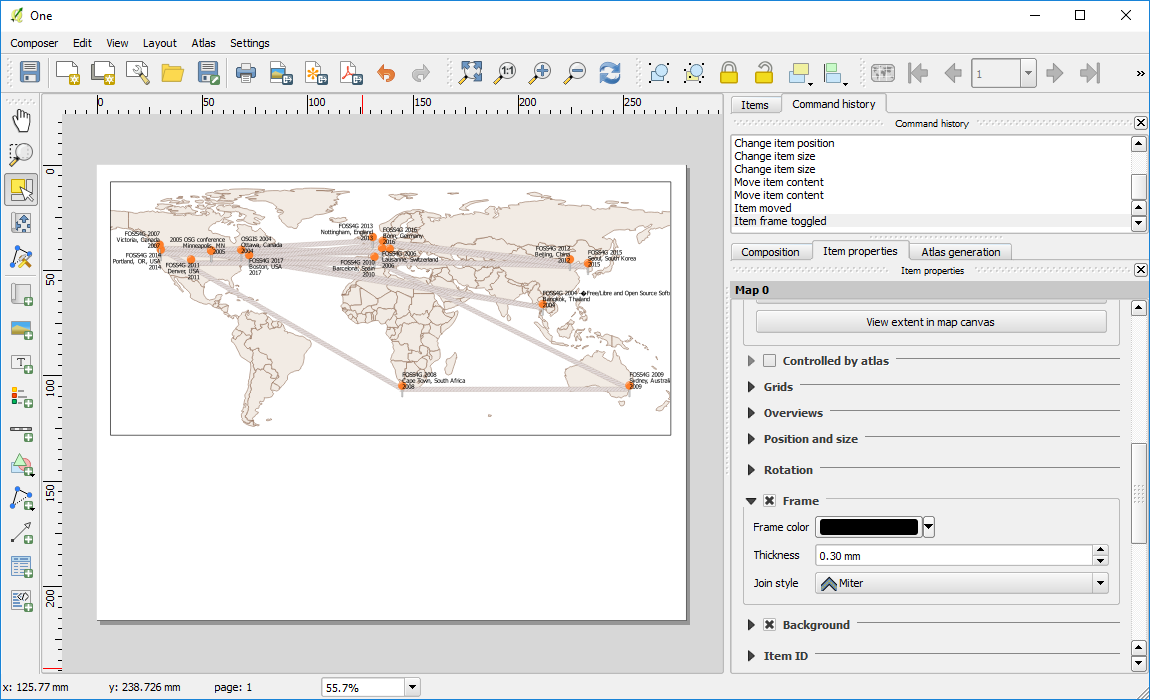 One
Composer Edit View Layout Atlas Settings
1:1
1
»
0 50 100 150 200 250
0
50
100
150
200
Items Command history
Command history
Change item position
Change item size
Change item size
Move item content
Move item content
Item moved
Item frame toggled
Composition Item properties Atlas generation
Item properties
Map 0
View extent in map canvas
Controlled by atlas
Grids
Overviews
Position and size
Rotation
Frame
Frame color
Thickness 0.30 mm
Join style Miter
Background
Item ID
FOSS4G 2007
Victoria, Canada
2007
FOSS4G 2014
Portland, OR, USA
2014
2005 OSG conference
Minneapolis, MN
2005
FOSS4G 2011
Denver, USA
2011
OSGIS 2004
Ottawa, Canada
2004
FOSS4G 2017
Boston, USA
2017
FOSS4G 2013
Nottingham, England
2013
FOSS4G 2016
Bonn, Germany
2016
FOSS4G 2006
Lausanne, Switzerland
2006
FOSS4G 2010
Barcelona, Spain
2010
FOSS4G 2012
Beijing, China
2012
FOSS4G 2015
Seoul, South Korea
2015
FOSS4G 2004 -�Free/Libre and Open Source Soft
Bangkok, Thailand
2004
FOSS4G 2008
Cape Town, South Africa
2008
FOSS4G 2009
Sydney, Australi
2009
x: 125.77 mm y: 238.726 mm page: 1 55.7%